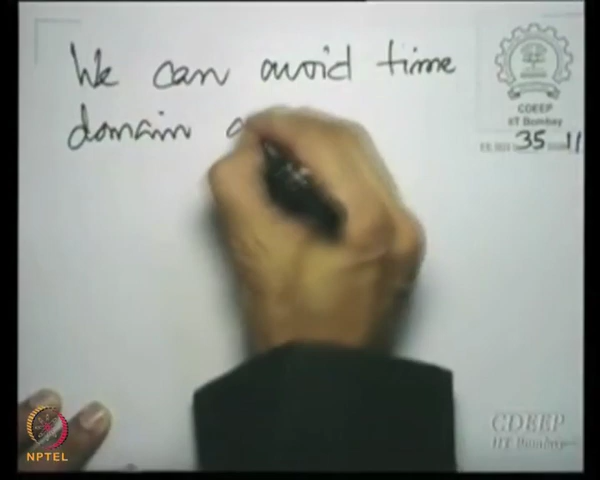 We can avoid time
domain a
CDEEP
IIT Bombay
35 11
CDEEP
IIT Bombay
NPTEL